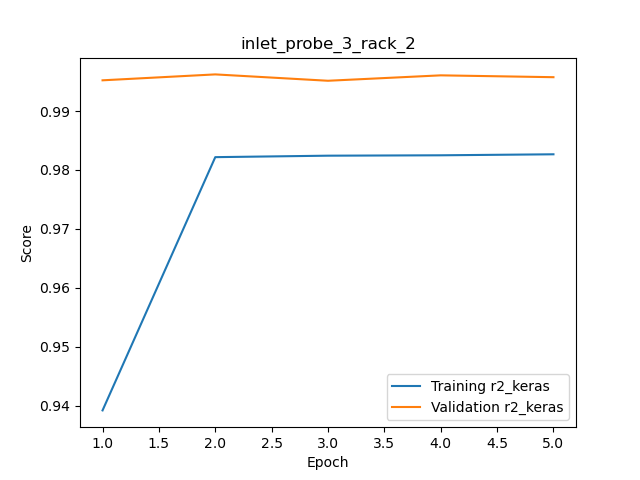 inlet_probe_3_rack_2
Score
0.99
0.98
0.97
0.96
0.95
0.94
Training r2_keras
Validation r2_keras
1.0 1.5 2.0 2.5 3.0 3.5 4.0 4.5 5.0
Epoch